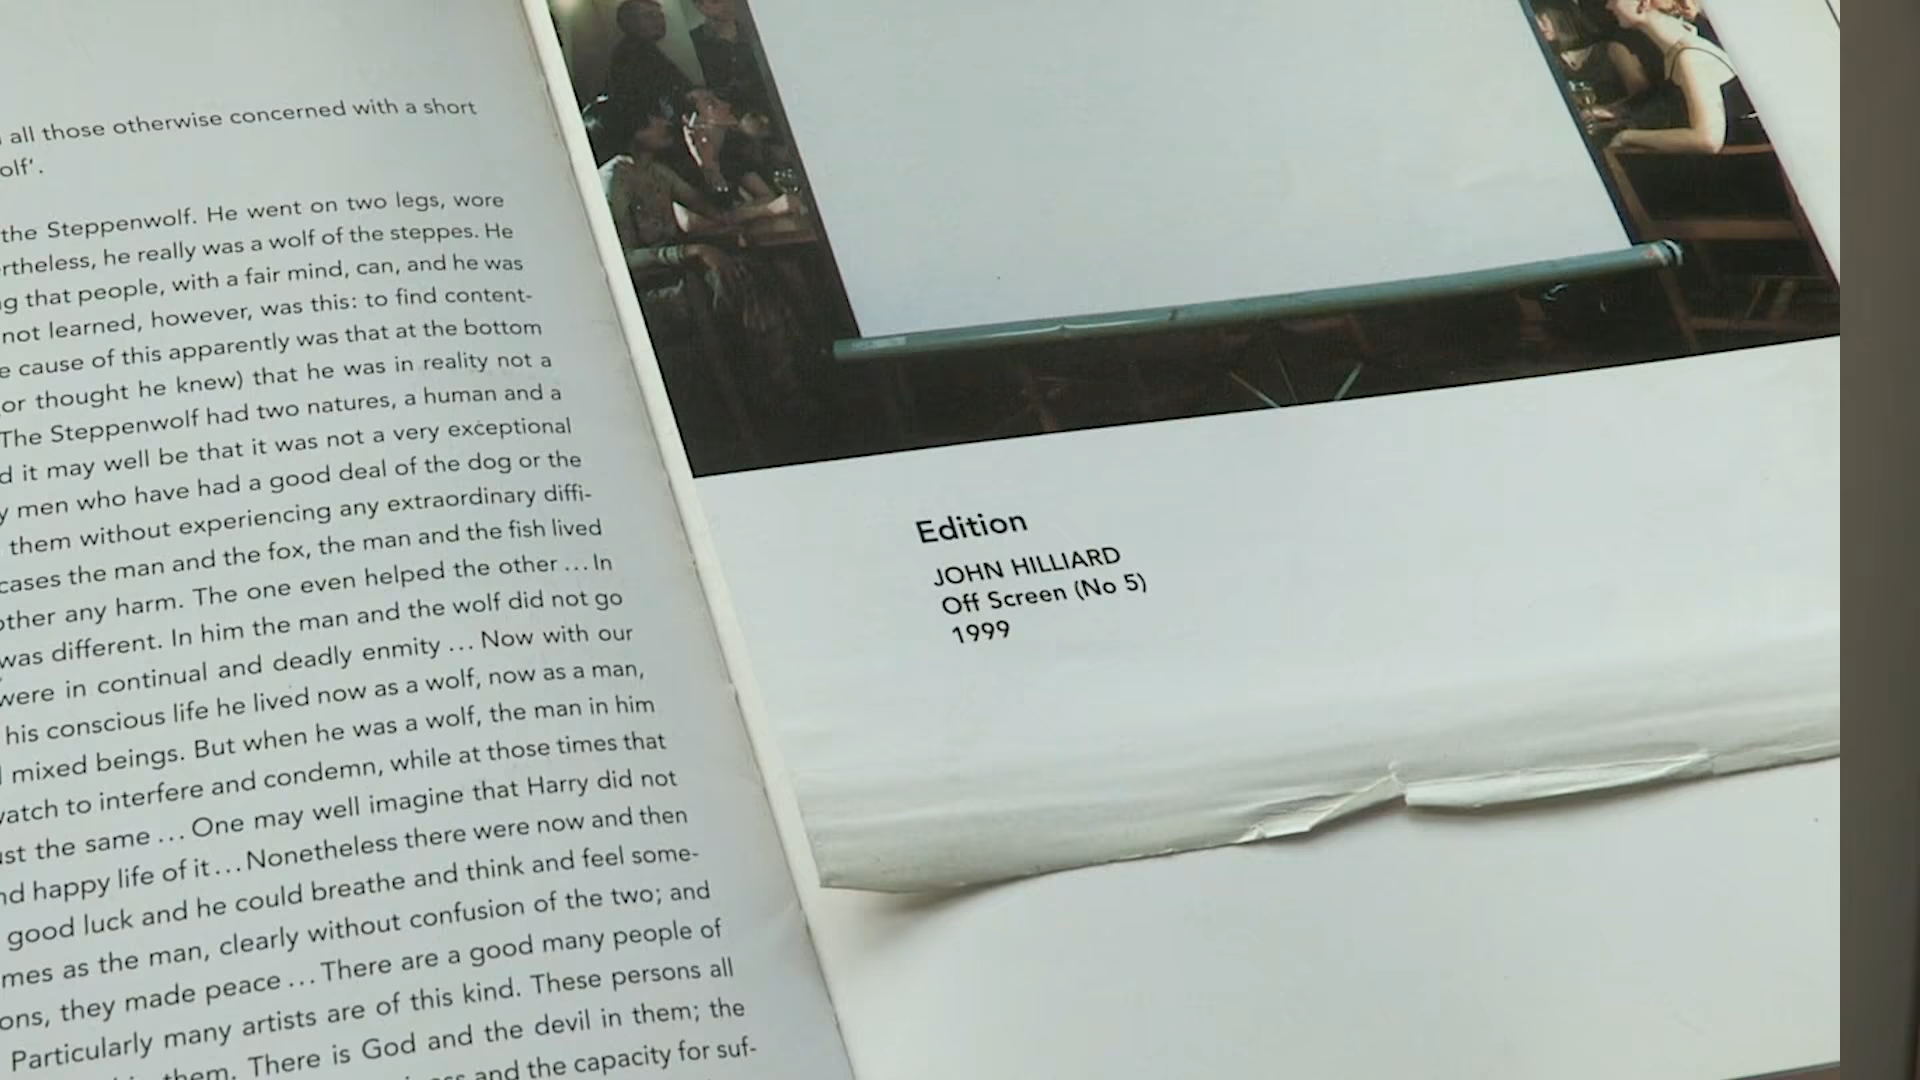 all those otherwise concerned with a short
olf'.
the Steppenwolf. He went on two legs, wore
rtheless, he really was a wolf of the steppes. He
g that people, with a fair mind, can, and he was
not learned, however, was this: to find content-
e cause of this apparently was that at the bottom
or thought he knew) that he was in reality not a
The Steppenwolf had two natures, a human and a
d it may well be that it was not a very exceptional
y men who have had a good deal of the dog or the
them without experiencing any extraordinary diffi-
cases the man and the fox, the man and the fish lived
other any harm. The one even helped the other ... In
was different. In him the man and the wolf did not go
were in continual and deadly enmity ... Now with our
his conscious life he lived now as a wolf, now as a man,
mixed beings. But when he was a wolf, the man in him
watch to interfere and condemn, while at those times that
ust the same ... One may well imagine that Harry did not
nd happy life of it ... Nonetheless there were now and then
good luck and he could breathe and think and feel some-
mes as the man, clearly without confusion of the two; and
ons, they made peace ... There are a good many people of
Particularly many artists are of this kind. These persons all
them. There is God and the devil in them; the
and the capacity for suf-
Edition
JOHN HILLIARD
Off Screen (No 5)
1999